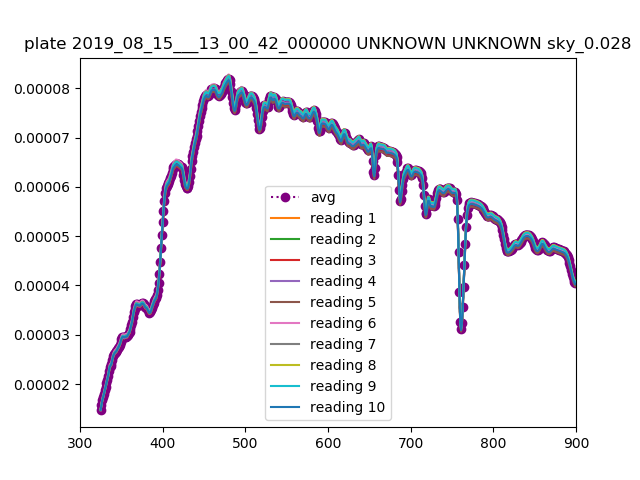 plate 2019_08_15___13_00_42_000000 UNKNOWN UNKNOWN sky_0.028
0.00008
0.00007
0.00006
0.00005
0.00004
0.00003
0.00002
avg
reading 1
reading 2
reading 3
reading 4
reading 5
reading 6
reading 7
reading 8
reading 9
reading 10
300 400 500 600 700 800 900